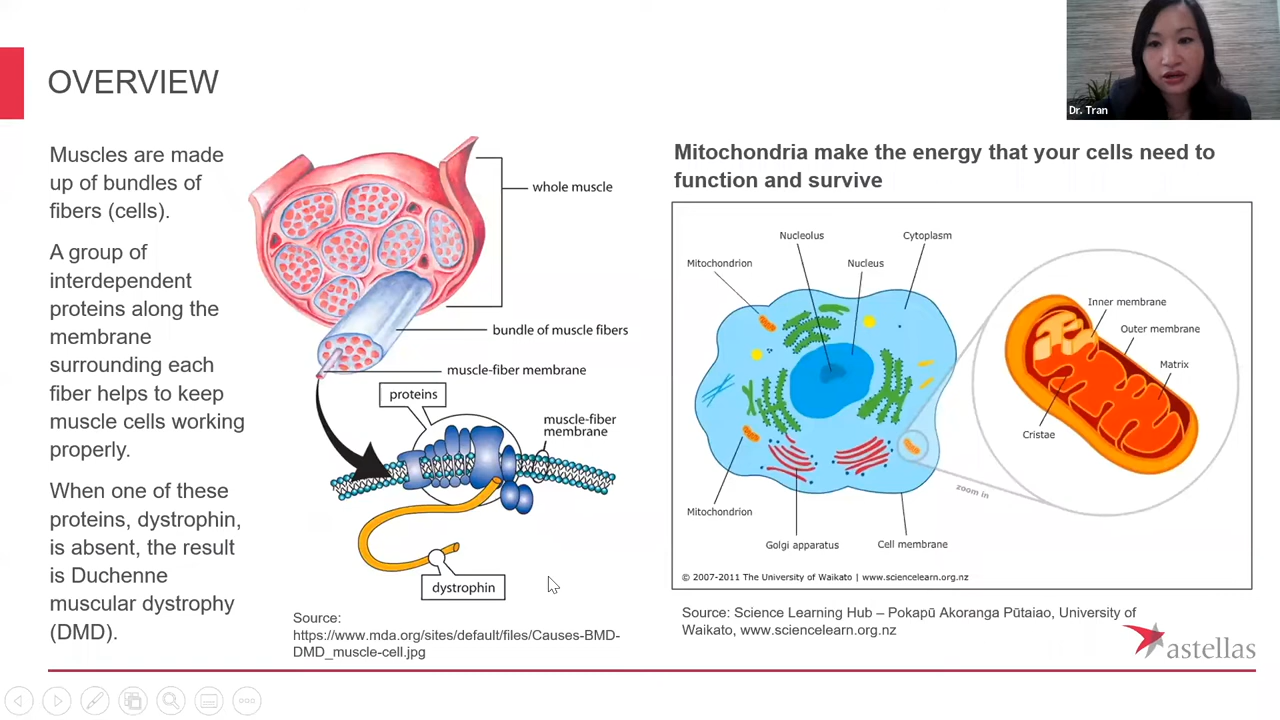 Dr. Tran
OVERVIEW
Muscles are made
up of bundles of
fibers (cells).
A group of
interdependent
proteins along the
membrane
surrounding each
fiber helps to keep
muscle cells working
properly.
When one of these
proteins, dystrophin,
is absent, the result
is Duchenne
muscular dystrophy
(DMD).
whole muscle
bundle of muscle fibers
muscle-fiber membrane
proteins
muscle-fiber
membrane
dystrophin
Source:
https://www.mda.org/sites/default/files/Causes-BMD-
DMD_muscle-cell.jpg
Mitochondria make the energy that your cells need to
function and survive
Nucleolus
Cytoplasm
Mitochondrion
Nucleus
Inner membrane
Outer membrane
Matrix
Cristae
zoom in
Mitochondrion
Golgi apparatus
Cell membrane
© 2007-2011 The University of Waikato | www.sciencelearn.org.nz
Source: Science Learning Hub – Pokapū Akoranga Pūtaiao, University of
Waikato, www.sciencelearn.org.nz
astellas